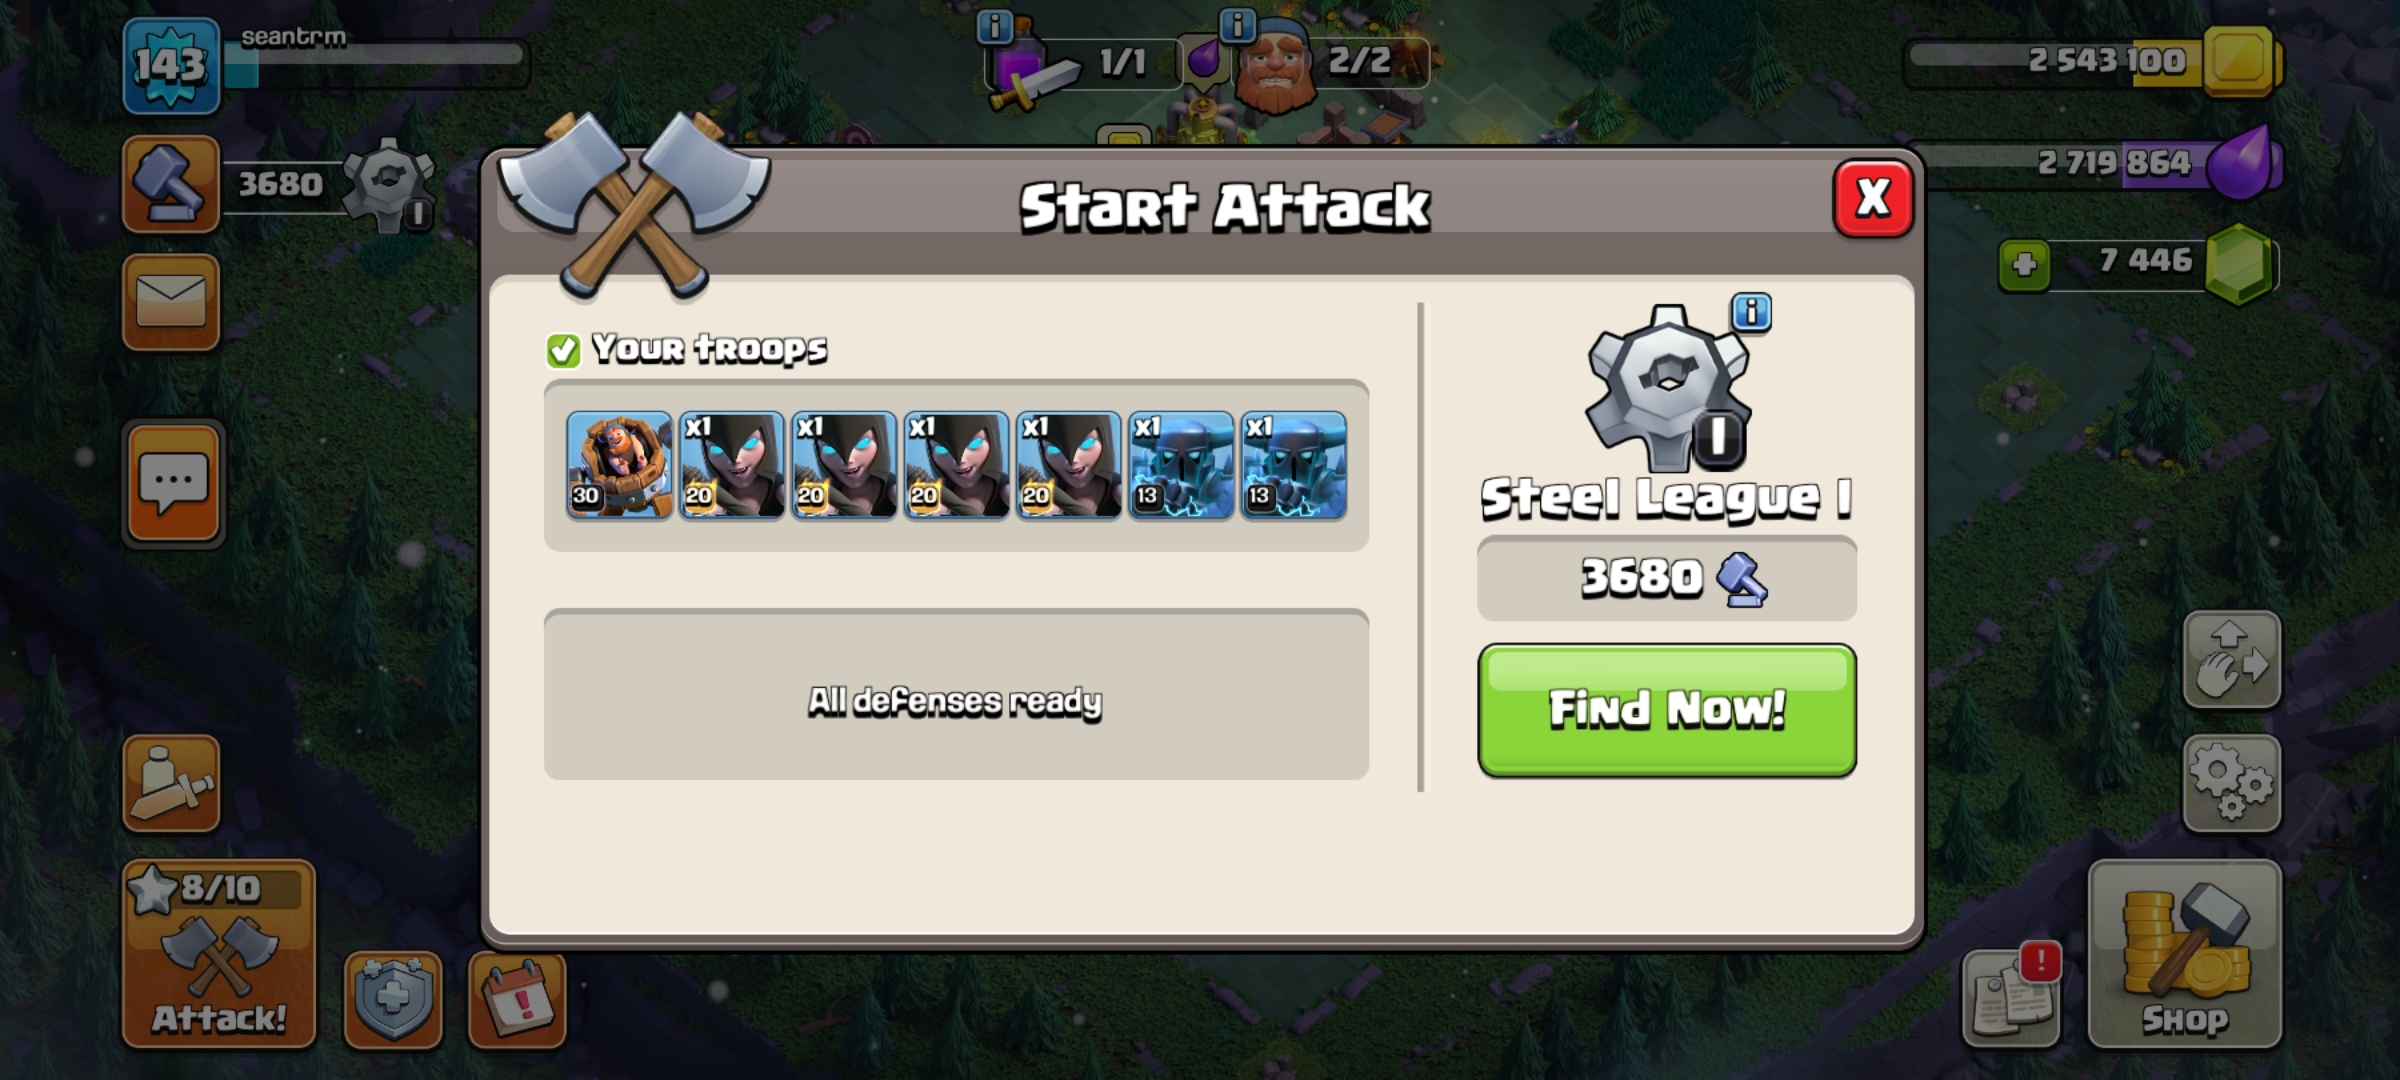 143
seantrm
1/1
2/2
2 543 100
3680
I
2 719 864
7 446
Start Attack
X
Your troops
30
x1
20
x1
20
x1
20
x1
20
x1
13
x1
13
All defenses ready
I
Steel League I
3680
Find Now!
8/10
Attack!
Shop